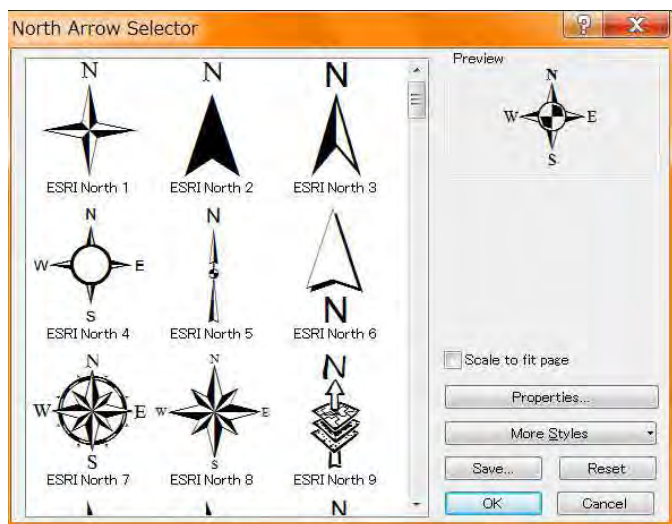 North Arrow Selector
Preview
N N N
N
W E
S
ESRI North 1 ESRI North 2 ESRI North 3
N N
W E
S N
ESRI North 4 ESRI North 5 ESRI North 6
N N N
W E W E
S S
ESRI North 7 ESRI North 8 ESRI North 9
N
Scale to fit page
Properties...
More Styles
Save... Reset
OK Cancel